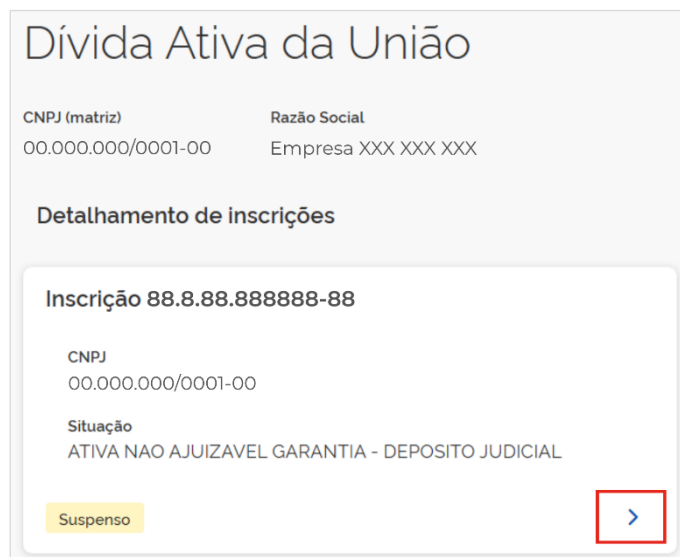 Dívida Ativa da União
CNPJ (matriz) Razão Social
00.000.000/0001-00 Empresa XXX XXX XXX
Detalhamento de inscrições
Inscrição 88.8.88.888888-88
CNPJ
00.000.000/0001-00
Situação
ATIVA NAO AJUIZAVEL GARANTIA - DEPOSITO JUDICIAL
Suspenso